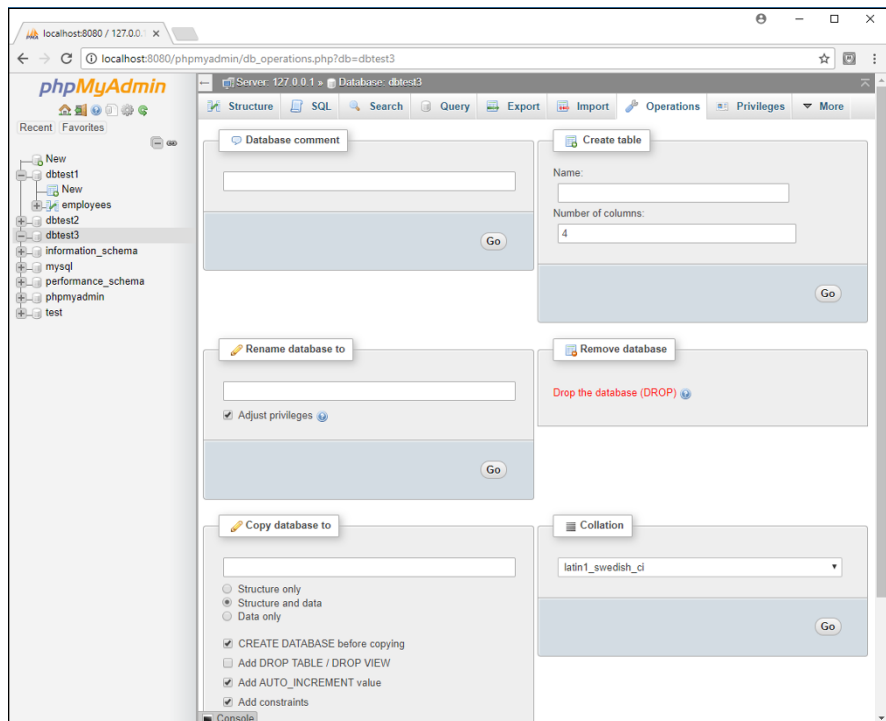 localhost:8080 / 127.0.0.1
localhost:8080/phpmyadmin/db_operations.php?db=dbtest3
phpMyAdmin
Recent Favorites
New
dbtest1
New
employees
dbtest2
dbtest3
information_schema
mysql
performance_schema
phpmyadmin
test
Server: 127.0.0.1 » Database: dbtest3
Structure SQL Search Query Export Import Operations Privileges More
Database comment
Go
Create table
Name:
Number of columns:
4
Go
Rename database to
Adjust privileges
Go
Remove database
Drop the database (DROP)
Copy database to
Structure only
Structure and data
Data only
CREATE DATABASE before copying
Add DROP TABLE / DROP VIEW
Add AUTO_INCREMENT value
Add constraints
Collation
latin1_swedish_ci
Go
Console